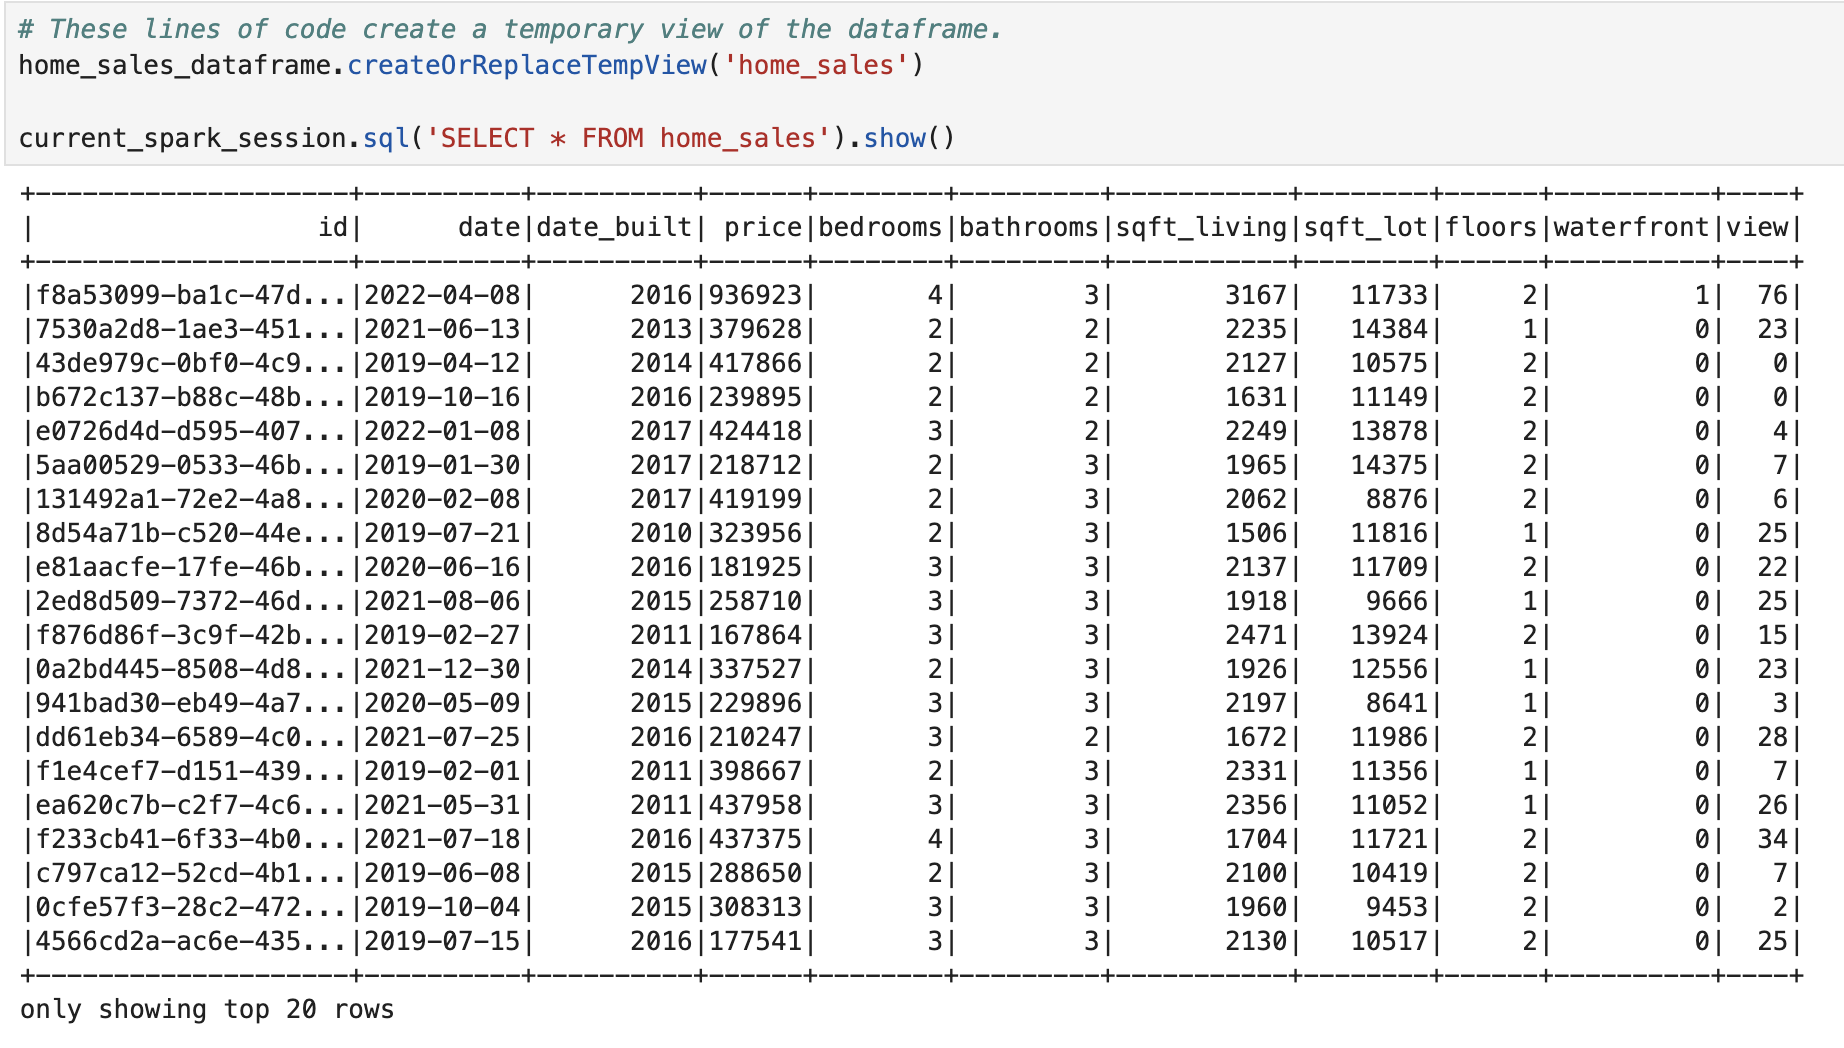 # These lines of code create a temporary view of the dataframe.
home_sales_dataframe.createOrReplaceTempView('home_sales')
current_spark_session.sql('SELECT * FROM home_sales').show()
+--------------------+----------+----------+------+--------+---------+-----------+--------+------+----------+----+
|                  id|      date|date_built| price|bedrooms|bathrooms|sqft_living|sqft_lot|floors|waterfront|view|
+--------------------+----------+----------+------+--------+---------+-----------+--------+------+----------+----+
|f8a53099-ba1c-47d...|2022-04-08|      2016|936923|       4|        3|       3167|   11733|     2|         1|  76|
|7530a2d8-1ae3-451...|2021-06-13|      2013|379628|       2|        2|       2235|   14384|     1|         0|  23|
|43de979c-0bf0-4c9...|2019-04-12|      2014|417866|       2|        2|       2127|   10575|     2|         0|   0|
|b672c137-b88c-48b...|2019-10-16|      2016|239895|       2|        2|       1631|   11149|     2|         0|   0|
|e0726d4d-d595-407...|2022-01-08|      2017|424418|       3|        2|       2249|   13878|     2|         0|   4|
|5aa00529-0533-46b...|2019-01-30|      2017|218712|       2|        3|       1965|   14375|     2|         0|   7|
|131492a1-72e2-4a8...|2020-02-08|      2017|419199|       2|        3|       2062|    8876|     2|         0|   6|
|8d54a71b-c520-44e...|2019-07-21|      2010|323956|       2|        3|       1506|   11816|     1|         0|  25|
|e81aacfe-17fe-46b...|2020-06-16|      2016|181925|       3|        3|       2137|   11709|     2|         0|  22|
|2ed8d509-7372-46d...|2021-08-06|      2015|258710|       3|        3|       1918|    9666|     1|         0|  25|
|f876d86f-3c9f-42b...|2019-02-27|      2011|167864|       3|        3|       2471|   13924|     2|         0|  15|
|0a2bd445-8508-4d8...|2021-12-30|      2014|337527|       2|        3|       1926|   12556|     1|         0|  23|
|941bad30-eb49-4a7...|2020-05-09|      2015|229896|       3|        3|       2197|    8641|     1|         0|   3|
|dd61eb34-6589-4c0...|2021-07-25|      2016|210247|       3|        2|       1672|   11986|     2|         0|  28|
|f1e4cef7-d151-439...|2019-02-01|      2011|398667|       2|        3|       2331|   11356|     1|         0|   7|
|ea620c7b-c2f7-4c6...|2021-05-31|      2011|437958|       3|        3|       2356|   11052|     1|         0|  26|
|f233cb41-6f33-4b0...|2021-07-18|      2016|437375|       4|        3|       1704|   11721|     2|         0|  34|
|c797ca12-52cd-4b1...|2019-06-08|      2015|288650|       2|        3|       2100|   10419|     2|         0|   7|
|0cfe57f3-28c2-472...|2019-10-04|      2015|308313|       3|        3|       1960|    9453|     2|         0|   2|
|4566cd2a-ac6e-435...|2019-07-15|      2016|177541|       3|        3|       2130|   10517|     2|         0|  25|
+--------------------+----------+----------+------+--------+---------+-----------+--------+------+----------+----+
only showing top 20 rows